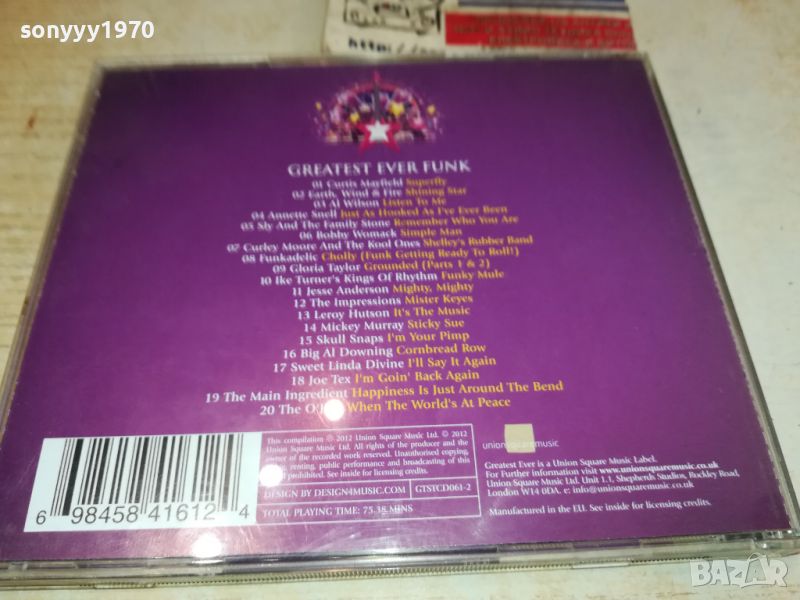 sonyyy1970
GREATEST EVER FUNK
01 Curtis Mayfield Superfly
02 Earth, Wind & Fire Shining Star
03 Al Wilson Listen To Me
04 Annette Snell Just As Hooked As I've Ever Been
05 Sly And The Family Stone Remember Who You Are
06 Bobby Womack Simple Man
07 Curley Moore And The Kool Ones Shelley's Rubber Band
08 Funkadelic Cholly (Funk Getting Ready To Roll!)
09 Gloria Taylor Grounded (Parts 1 & 2)
10 Ike Turner's Kings Of Rhythm Funky Mule
11 Jesse Anderson Mighty, Mighty
12 The Impressions Mister Keyes
13 Leroy Hutson It's The Music
14 Mickey Murray Sticky Sue
15 Skull Snaps I'm Your Pimp
16 Big Al Downing Cornbread Row
17 Sweet Linda Divine I'll Say It Again
18 Joe Tex I'm Goin' Back Again
19 The Main Ingredient Happiness Is Just Around The Bend
20 The When The World's At Peace
This compilation ℗ 2012 Union Square Music Ltd. © 2012
Union Square Music Ltd. All rights of the producer and the
owner of the recorded work reserved. Unauthorised copying,
renting, public performance and broadcasting of this
prohibited. See inside for licensing credits.
DESIGN BY DESIGN4MUSIC.COM
GTSTCD061-2
TOTAL PLAYING TIME: 75.38 MINS
6 98458 41612 4
unionsquaremusic
Greatest Ever is a Union Square Music Label.
For Further information visit www.unionsquaremusic.co.uk
Union Square Music Ltd. Unit 1.1, Shepherds Studios, Rockley Road,
London W14 0DA. e: info@unionsquaremusic.co.uk
Manufactured in the EU. See inside for licensing credits.
BAZAR